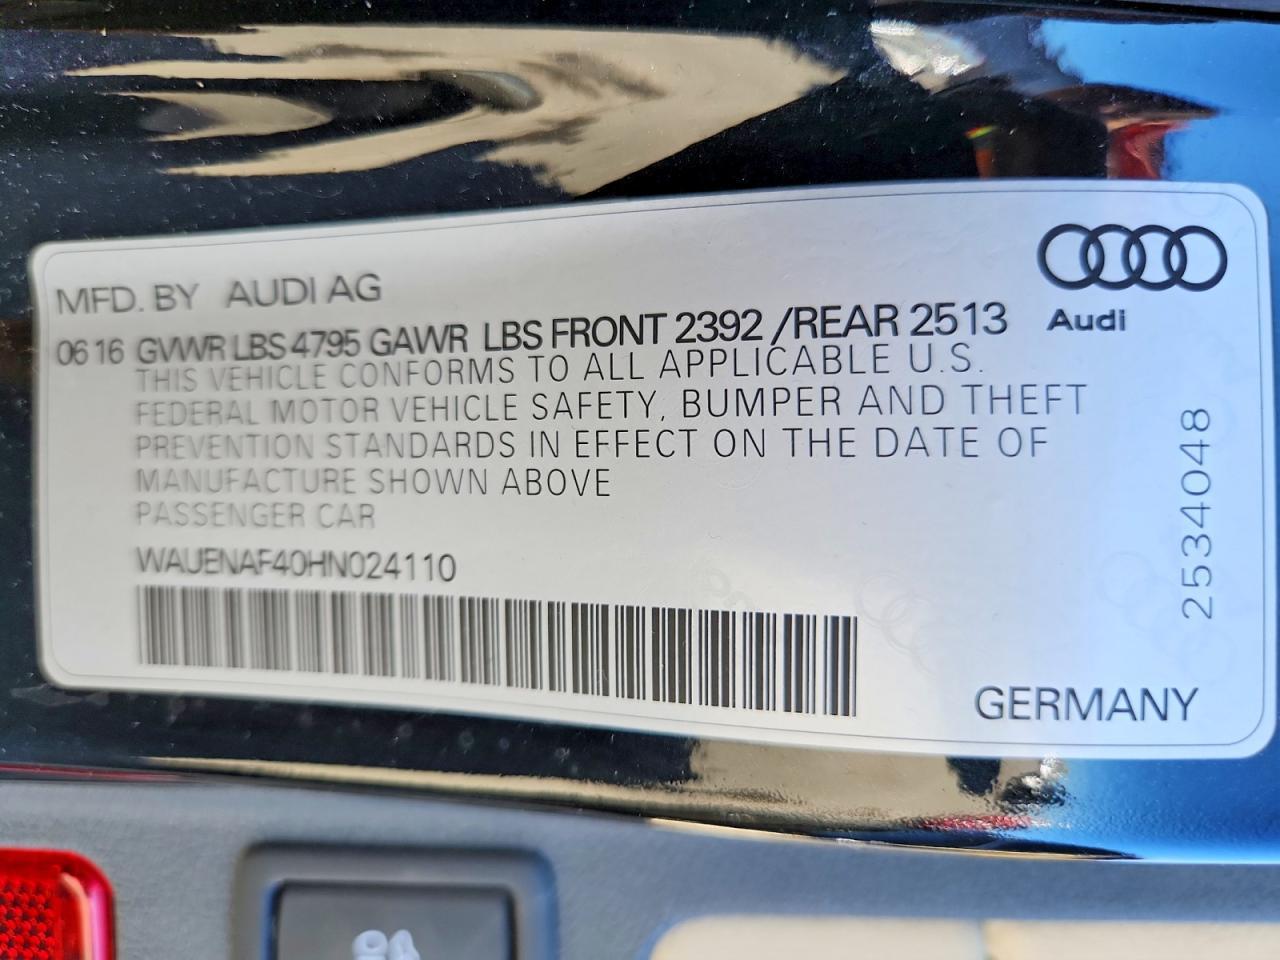 MFD. BY AUDI AG
06 16 GVWR LBS 4795 GAWR LBS FRONT 2392 /REAR 2513
THIS VEHICLE CONFORMS TO ALL APPLICABLE U.S.
FEDERAL MOTOR VEHICLE SAFETY, BUMPER AND THEFT
PREVENTION STANDARDS IN EFFECT ON THE DATE OF
MANUFACTURE SHOWN ABOVE
PASSENGER CAR
WAUENAF40HN024110
Audi
2534048
GERMANY